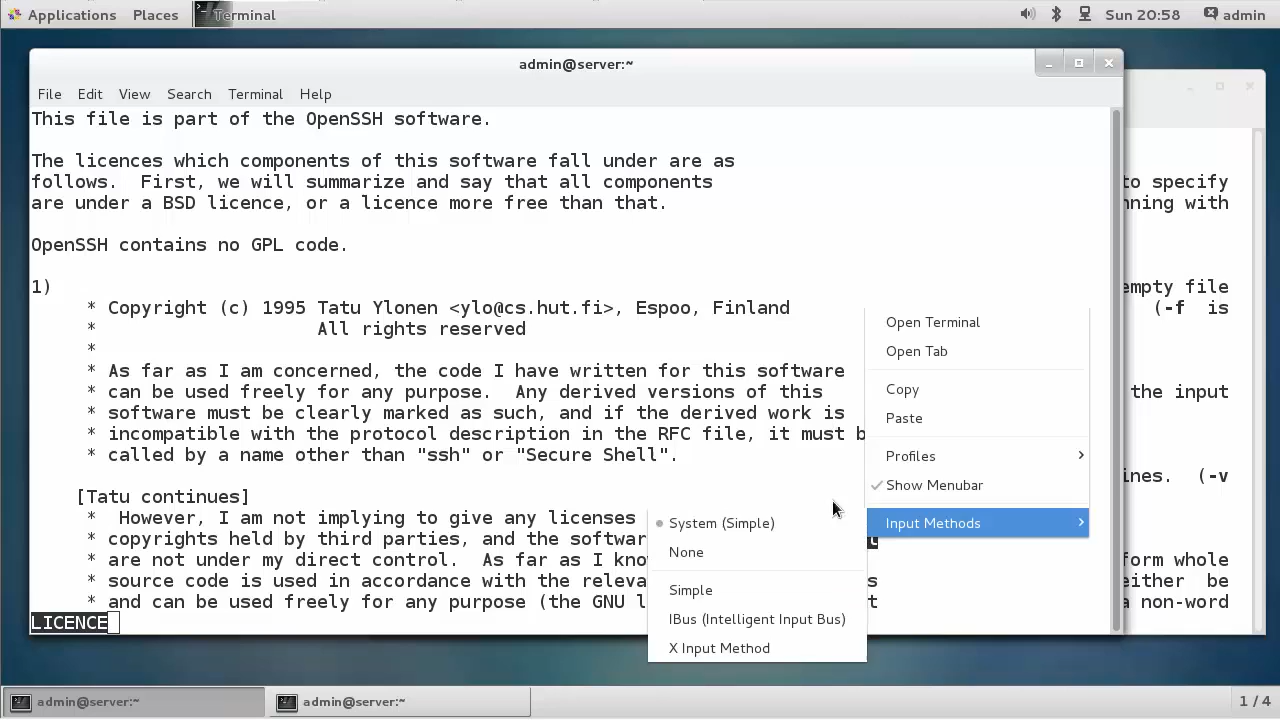 Applications Places Terminal Sun 20:58 admin
admin@server:~
File Edit View Search Terminal Help
This file is part of the OpenSSH software.
The licences which components of this software fall under are as
follows. First, we will summarize and say that all components
are under a BSD licence, or a licence more free than that.
OpenSSH contains no GPL code.
1)
* Copyright (c) 1995 Tatu Ylonen <ylo@cs.hut.fi>, Espoo, Finland
* All rights reserved
*
* As far as I am concerned, the code I have written for this software
* can be used freely for any purpose. Any derived versions of this
* software must be clearly marked as such, and if the derived work is
* incompatible with the protocol description in the RFC file, it must b
* called by a name other than "ssh" or "Secure Shell".
[Tatu continues]
* However, I am not implying to give any licenses
* copyrights held by third parties, and the softwar
* are not under my direct control. As far as I kno
* source code is used in accordance with the releva
* and can be used freely for any purpose (the GNU l
LICENCE
to specify
nning with
empty file
(-f is
the input
ines. (-v
form whole
either be
a non-word
Open Terminal
Open Tab
Copy
Paste
Profiles
Show Menubar
Input Methods
System (Simple)
None
Simple
IBus (Intelligent Input Bus)
X Input Method
admin@server:~ admin@server:~ 1 / 4